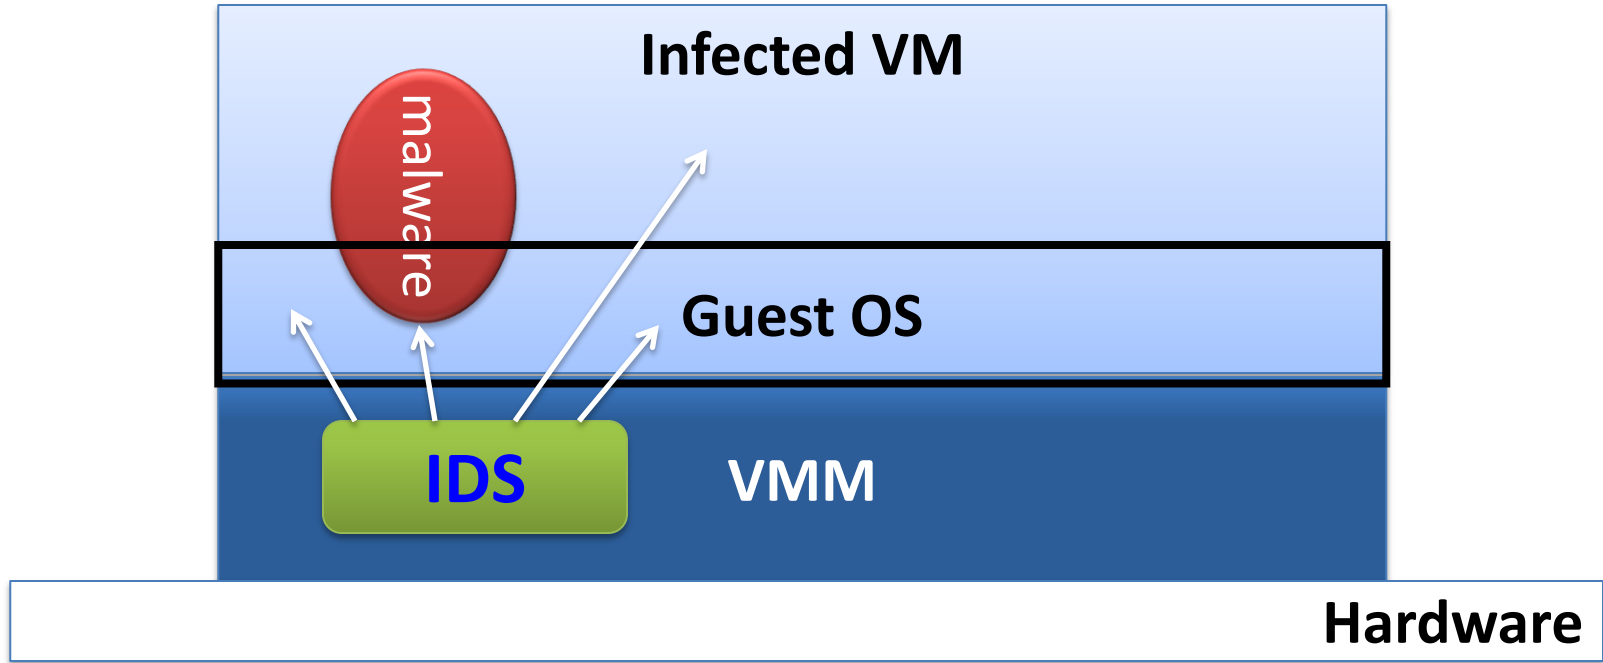 Infected VM
malware
Guest OS
IDS
VMM
Hardware